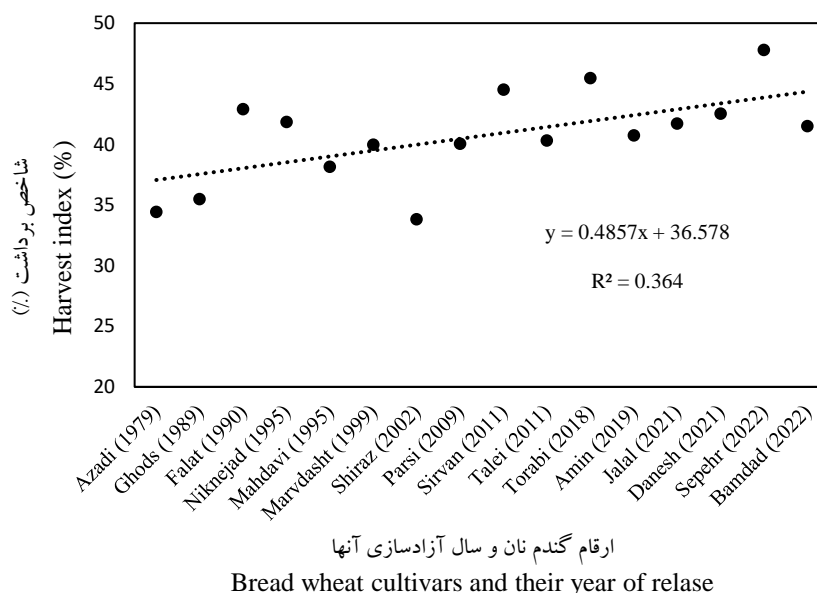 50
45
40
35
30
25
20
شاخص برداشت (٪)
Harvest index (%)
y = 0.4857x + 36.578
R² = 0.364
Azadi (1979)
Ghods (1989)
Falat (1990)
Niknejad (1995)
Mahdavi (1995)
Marvdasht (1999)
Shiraz (2002)
Parsi (2009)
Sirvan (2011)
Talei (2011)
Torabi (2018)
Amin (2019)
Jalal (2021)
Danesh (2021)
Sepehr (2022)
Bamdad (2022)
ارقام گندم نان و سال آزادسازی آنها
Bread wheat cultivars and their year of relase